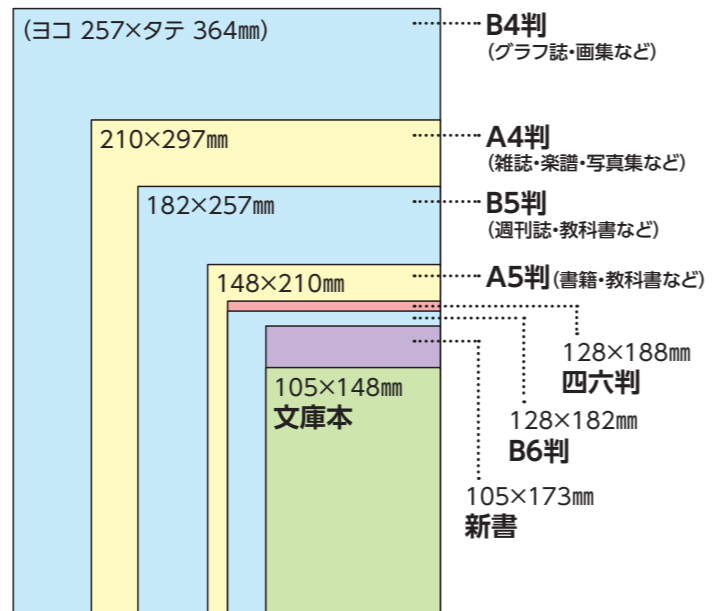 (ヨコ 257×タテ 364㎜)
B4判
(グラフ誌・画集など)
210×297㎜
A4判
(雑誌・楽譜・写真集など)
182×257㎜
B5判
(週刊誌・教科書など)
148×210㎜
A5判(書籍・教科書など)
128×188㎜
四六判
105×148㎜
文庫本
128×182㎜
B6判
105×173㎜
新書